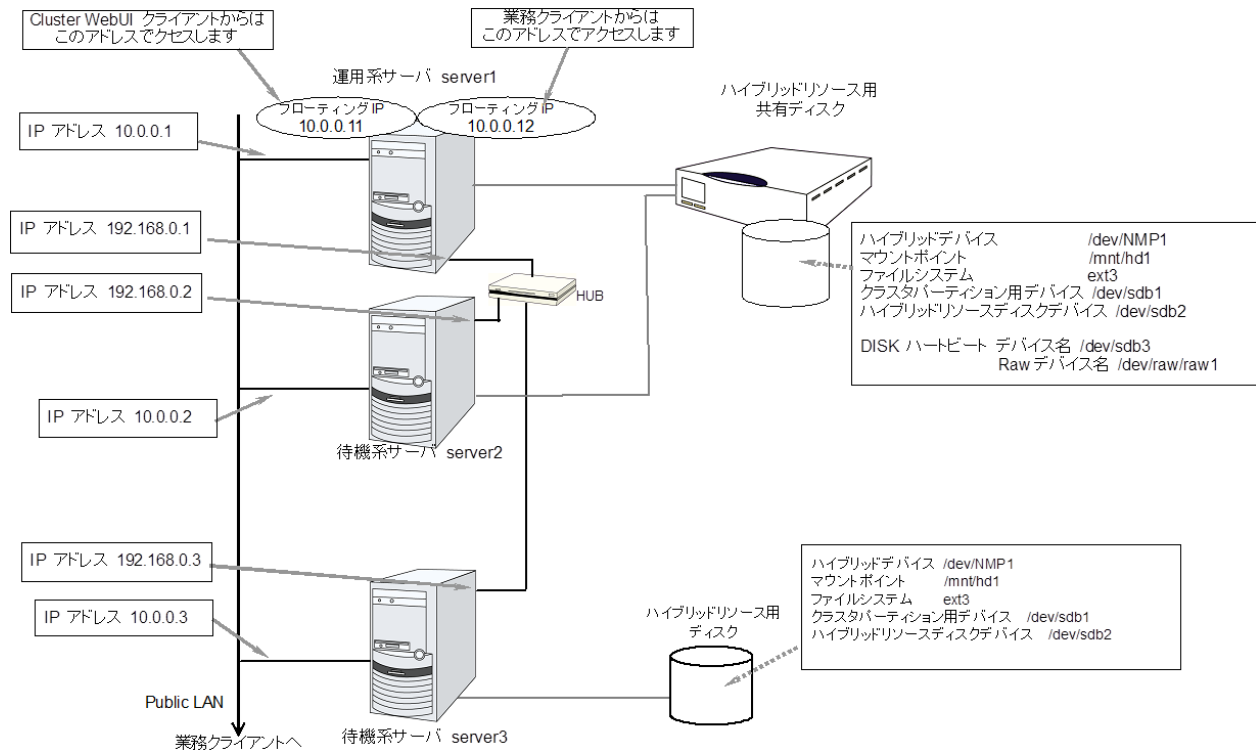 Cluster WebUI クライアントからは
このアドレスでクセスします
業務クライアントからは
このアドレスでアクセスします
運用系サーバ server1
フローティングIP
10.0.0.11
フローティングIP
10.0.0.12
ハイブリッドリソース用
共有ディスク
IP アドレス 10.0.0.1
IP アドレス 192.168.0.1
IP アドレス 192.168.0.2
HUB
ハイブリッドデバイス /dev/NMP1
マウントポイント /mnt/hd1
ファイルシステム ext3
クラスタパーティション用デバイス /dev/sdb1
ハイブリッドリソースディスクデバイス /dev/sdb2
DISK ハートビート デバイス名 /dev/sdb3
Rawデバイス名 /dev/raw/raw1
IP アドレス 10.0.0.2
待機系サーバ server2
IP アドレス 192.168.0.3
IP アドレス 10.0.0.3
ハイブリッドリソース用
ディスク
ハイブリッドデバイス /dev/NMP1
マウントポイント /mnt/hd1
ファイルシステム ext3
クラスタパーティション用デバイス /dev/sdb1
ハイブリッドリソースディスクデバイス /dev/sdb2
Public LAN
業務クライアントへ
待機系サーバ server3